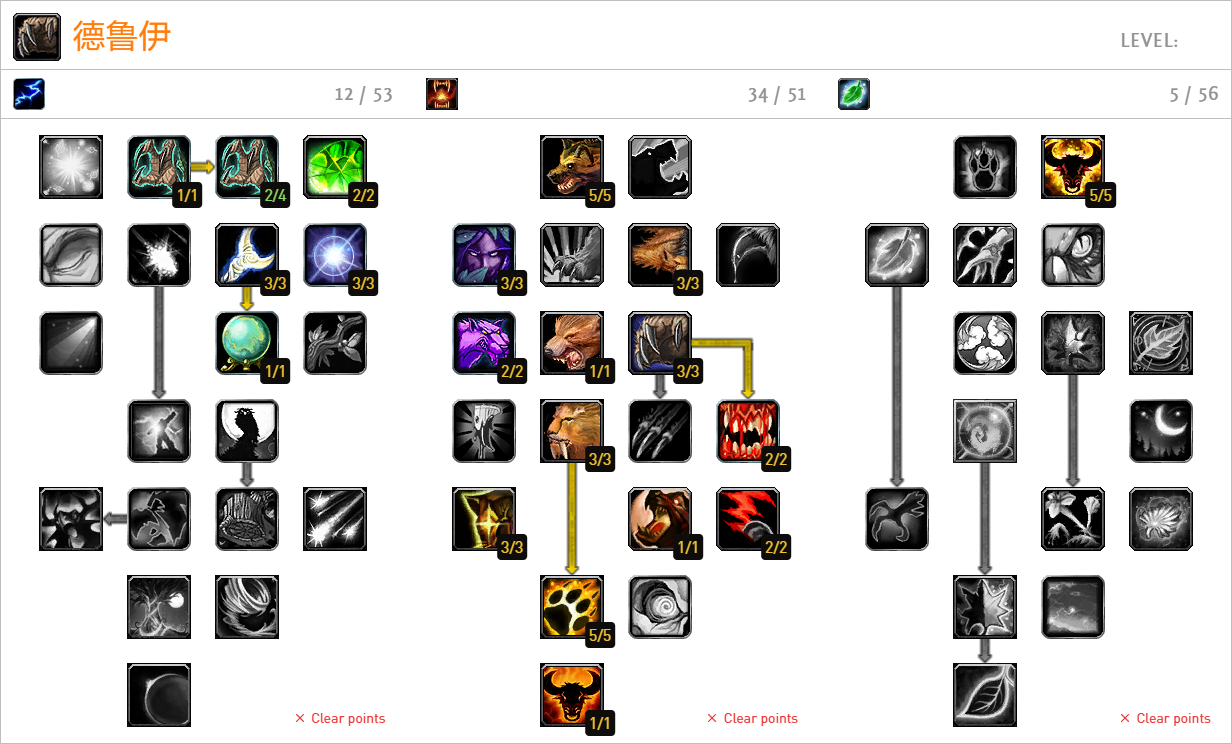 德鲁伊
LEVEL:
12 / 53
34 / 51
5 / 56
1/1
2/4
2/2
5/5
5/5
3/3
3/3
3/3
3/3
1/1
2/2
1/1
3/3
3/3
2/2
3/3
1/1
2/2
5/5
1/1
× Clear points
× Clear points
× Clear points